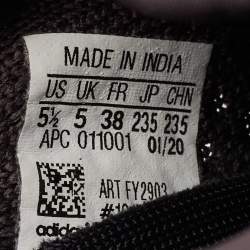 MADE IN INDIA
US UK FR JP CHN
5½ 5 38 235 235
APC 011001 01/20
ART FY2903